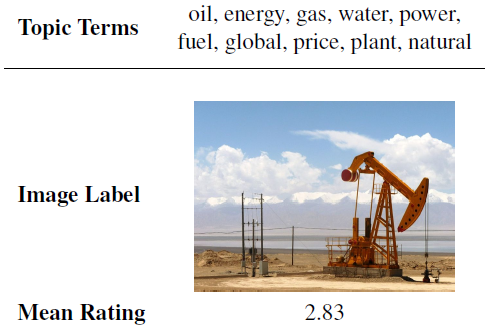 Topic Terms
oil, energy, gas, water, power,
fuel, global, price, plant, natural
Image Label
Mean Rating 2.83